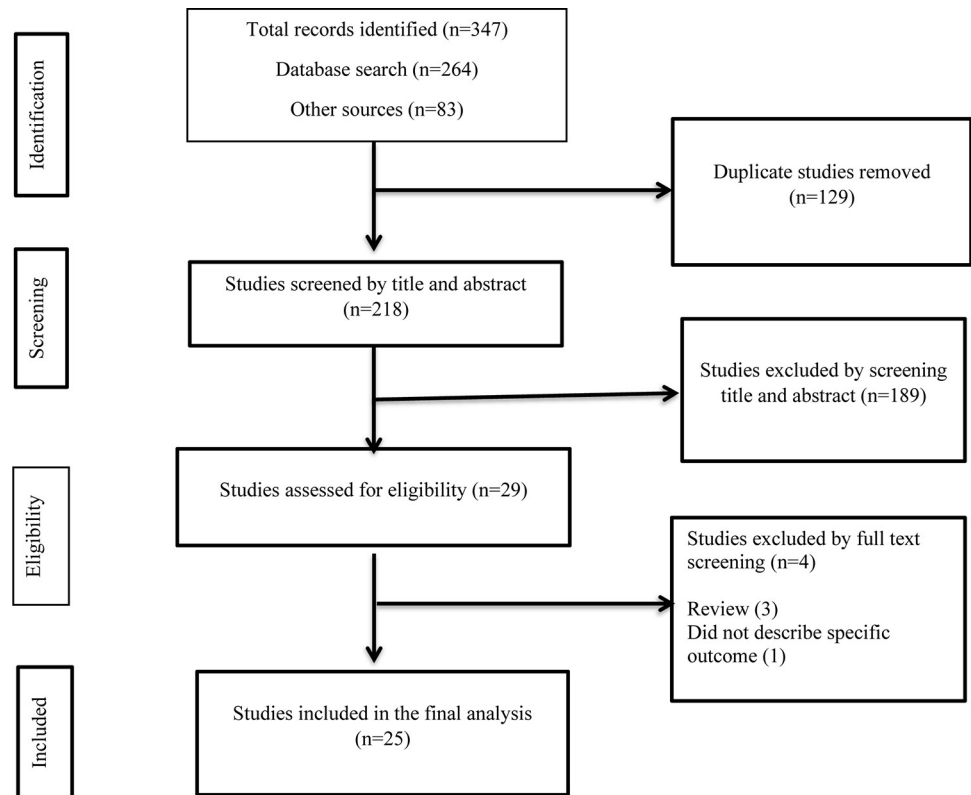 Identification
Total records identified (n=347)
Database search (n=264)
Other sources (n=83)
Duplicate studies removed
(n=129)
Screening
Studies screened by title and abstract
(n=218)
Studies excluded by screening
title and abstract (n=189)
Eligibility
Studies assessed for eligibility (n=29)
Studies excluded by full text
screening (n=4)
Review (3)
Did not describe specific
outcome (1)
Included
Studies included in the final analysis
(n=25)